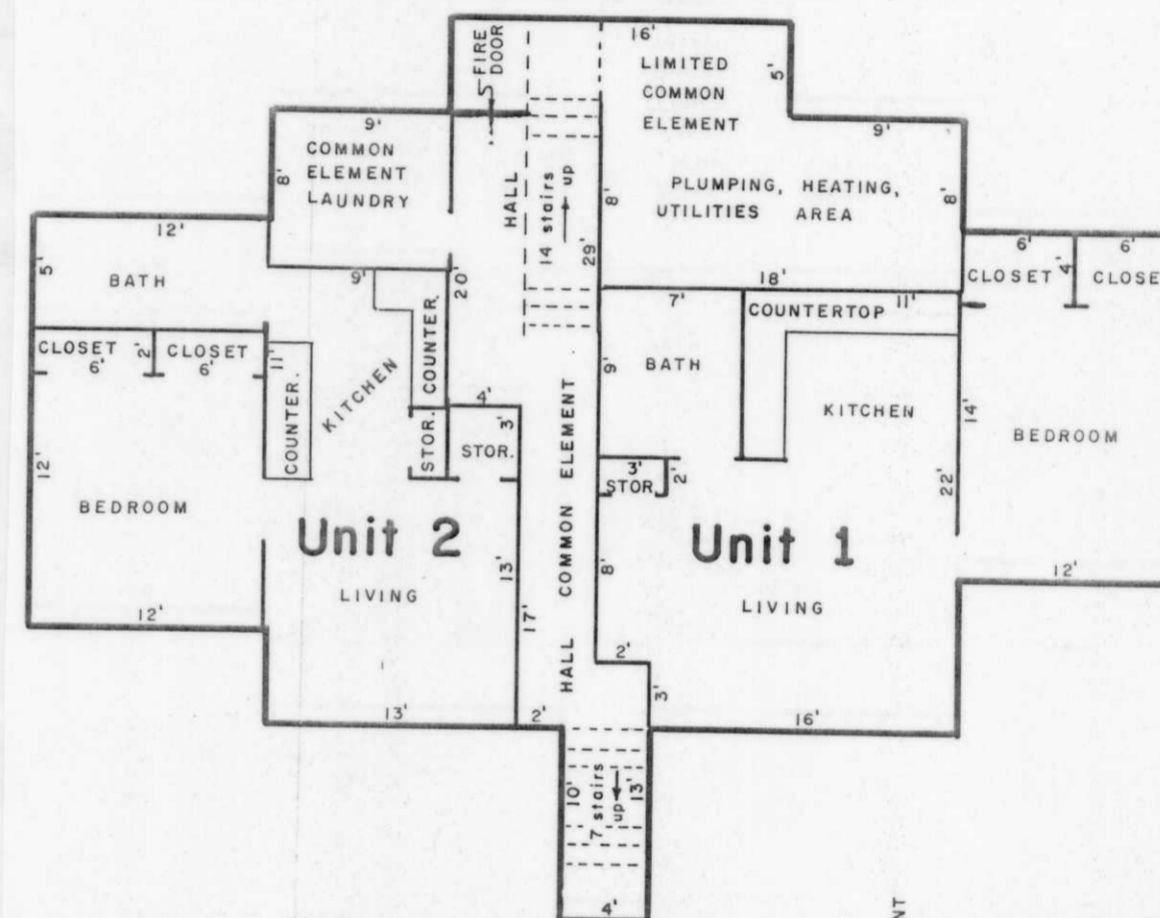 16'
5'
FIRE
DOOR
LIMITED
COMMON
ELEMENT
5'
9'
9'
COMMON
ELEMENT
LAUNDRY
8'
HALL
14 stairs
up
8'
29'
PLUMPING, HEATING,
UTILITIES AREA
8'
12'
5'
BATH
9'
20'
18'
7'
11'
COUNTERTOP
6'
6'
CLOSET
4'
CLOSE
CLOSET
6'
2'
CLOSET
6'
11'
COUNTER.
KITCHEN
COUNTER.
STOR.
4'
3'
STOR.
BATH
9'
KITCHEN
14'
BEDROOM
12'
BEDROOM
3'
STOR.
2'
22'
Unit 2
Unit 1
HALL COMMON ELEMENT
LIVING
13'
17'
8'
LIVING
12'
12'
2'
3'
13'
2'
16'
10'
7 stairs
up
13'
4'
NT